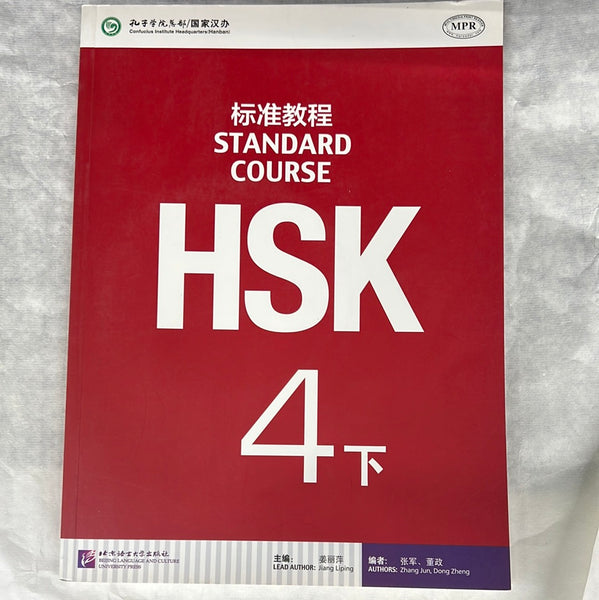 孔子学院总部/国家汉办
Confucius Institute Headquarters(Hanban)
MPR
标准教程
STANDARD
COURSE
HSK
4下
北京语言大学出版社
BEIJING LANGUAGE AND CULTURE
UNIVERSITY PRESS
主编: 姜丽萍
LEAD AUTHOR: Jiang Liping
编者: 张军、董政
AUTHORS: Zhang Jun, Dong Zheng